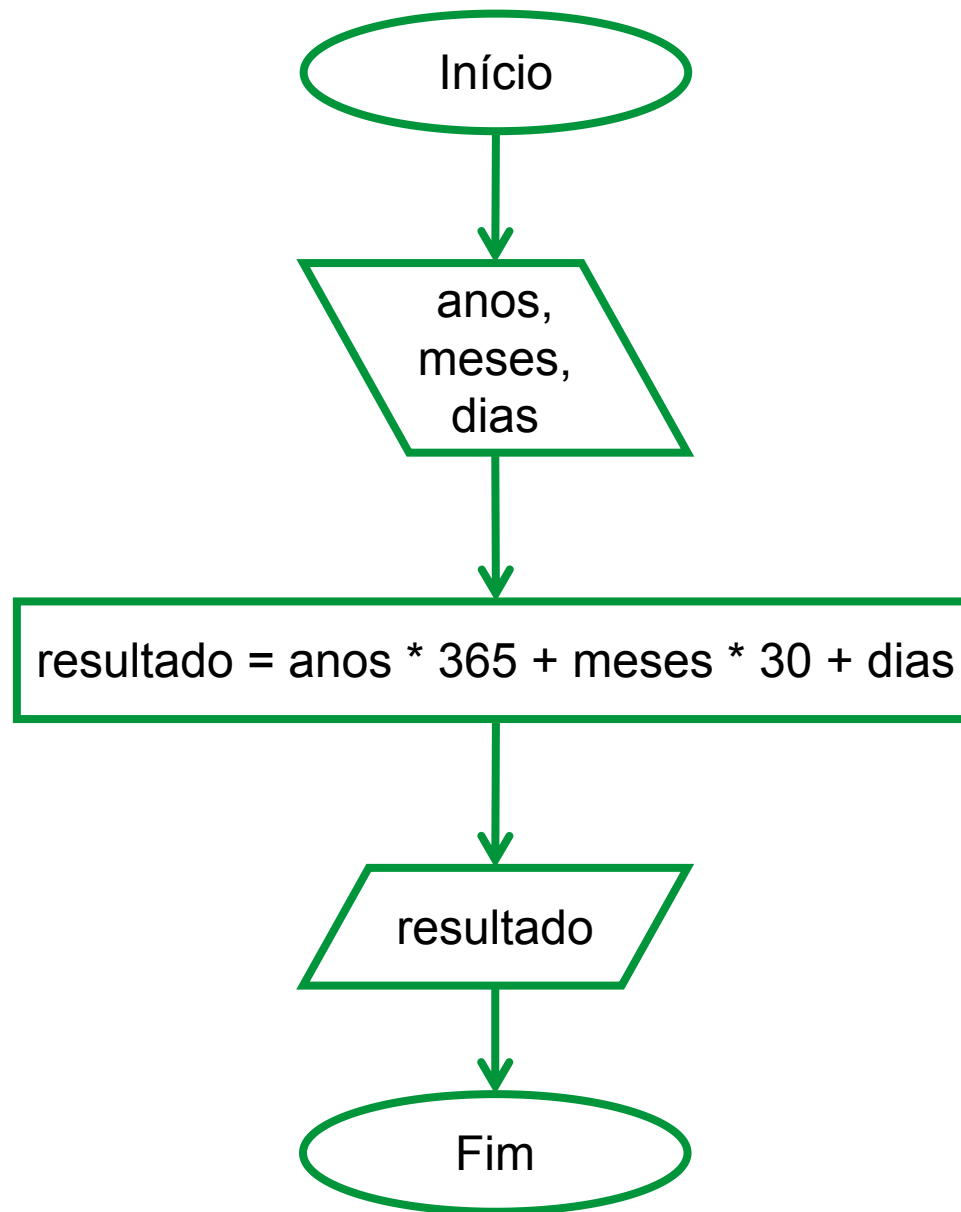 Início
anos,
meses,
dias
resultado = anos * 365 + meses * 30 + dias
resultado
Fim